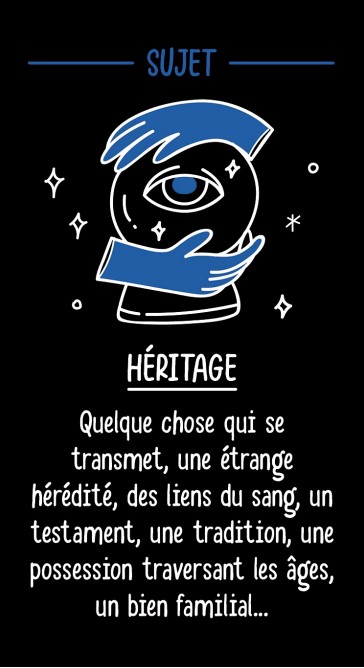 SUJET
HÉRITAGE
Quelque chose qui se
transmet, une étrange
hérédité, des liens du sang, un
testament, une tradition, une
possession traversant les âges,
un bien familial...